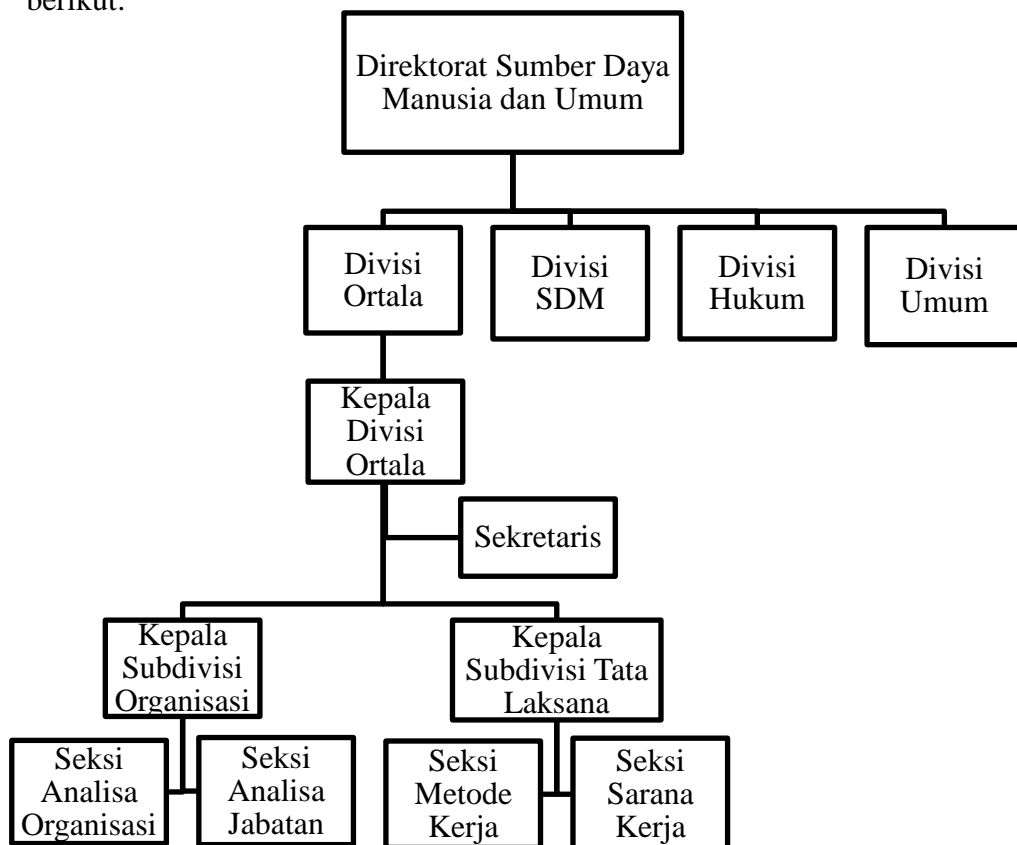 berikut:
Direktorat Sumber Daya
Manusia dan Umum
Divisi
Ortala
Divisi
SDM
Divisi
Hukum
Divisi
Umum
Kepala
Divisi
Ortala
Sekretaris
Kepala
Subdivisi
Organisasi
Kepala
Subdivisi Tata
Laksana
Seksi
Analisa
Organisasi
Seksi
Analisa
Jabatan
Seksi
Metode
Kerja
Seksi
Sarana
Kerja